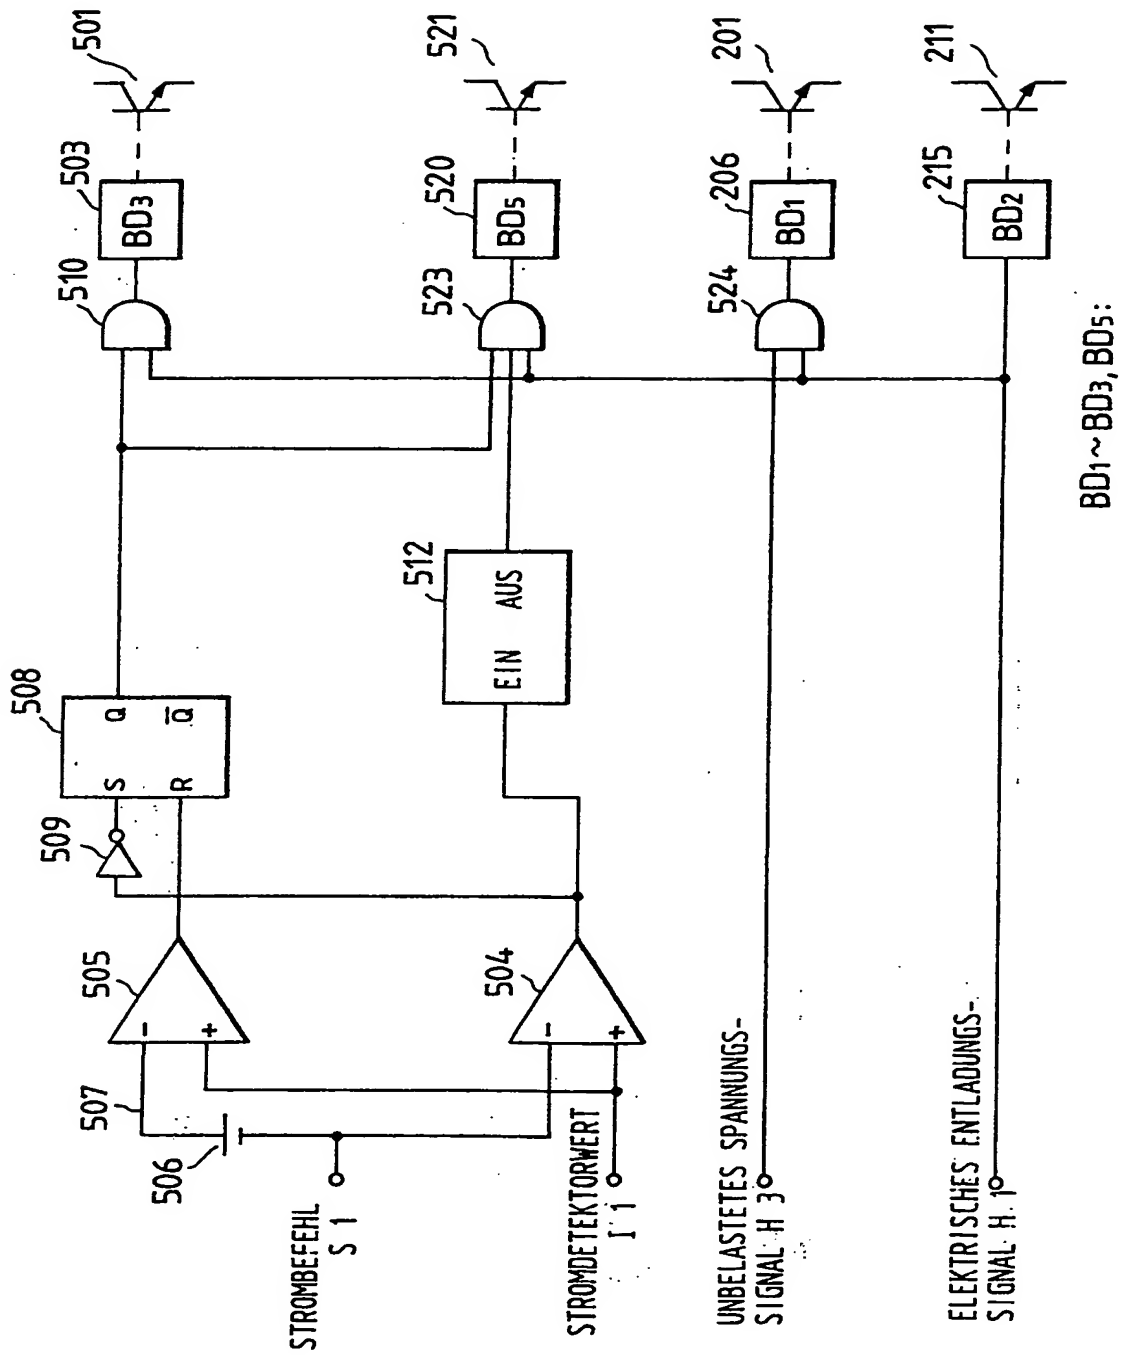 501
503
BD3
510
508
S
Q
R
Q̅
509
505
-
+
507
506
521
520
BD5
523
512
EIN AUS
504
-
+
STROMBEFEHL
S 1
STROMDETEKTORWERT
I 1
201
206
BD1
524
UNBELASTETES SPANNUNGS-
SIGNAL H 3
211
215
BD2
ELEKTRISCHES ENTLADUNGS-
SIGNAL H 1
BD1~BD3, BD5: